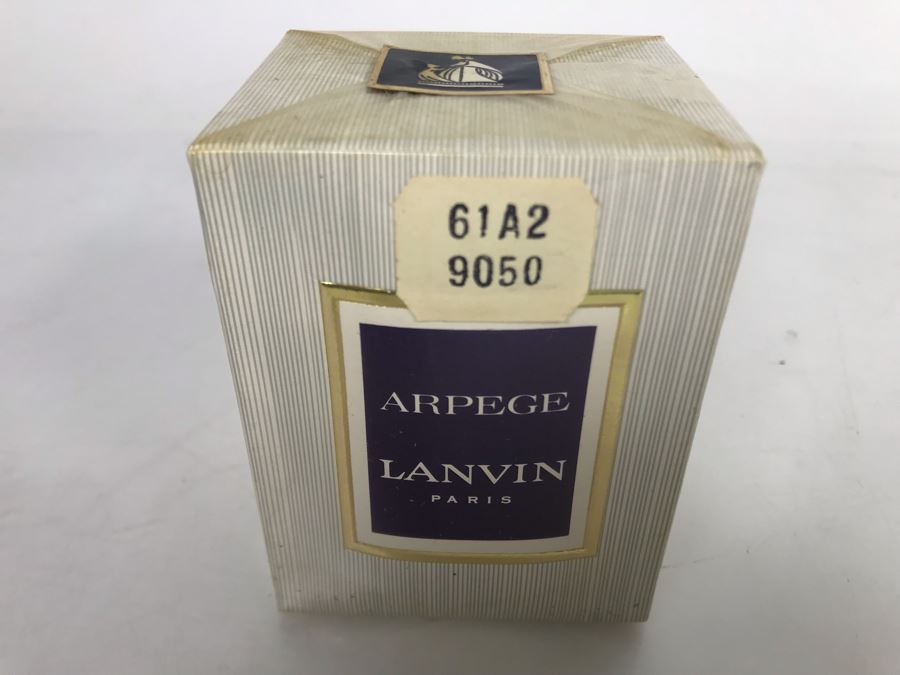 61A2
9050
ARPEGE
LANVIN
PARIS